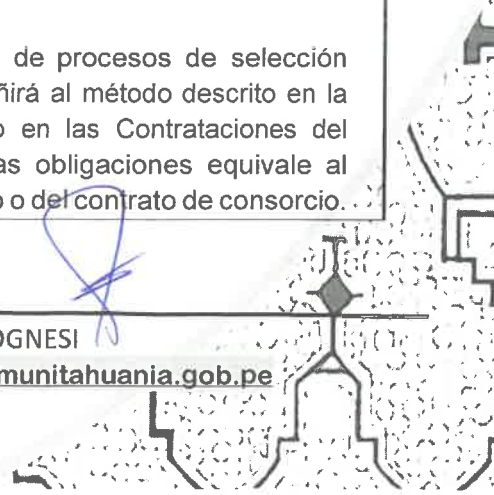 de procesos de selección
ñirá al método descrito en la
o en las Contrataciones del
as obligaciones equivale al
o o del contrato de consorcio.
OGNESI
munitahuania.gob.pe